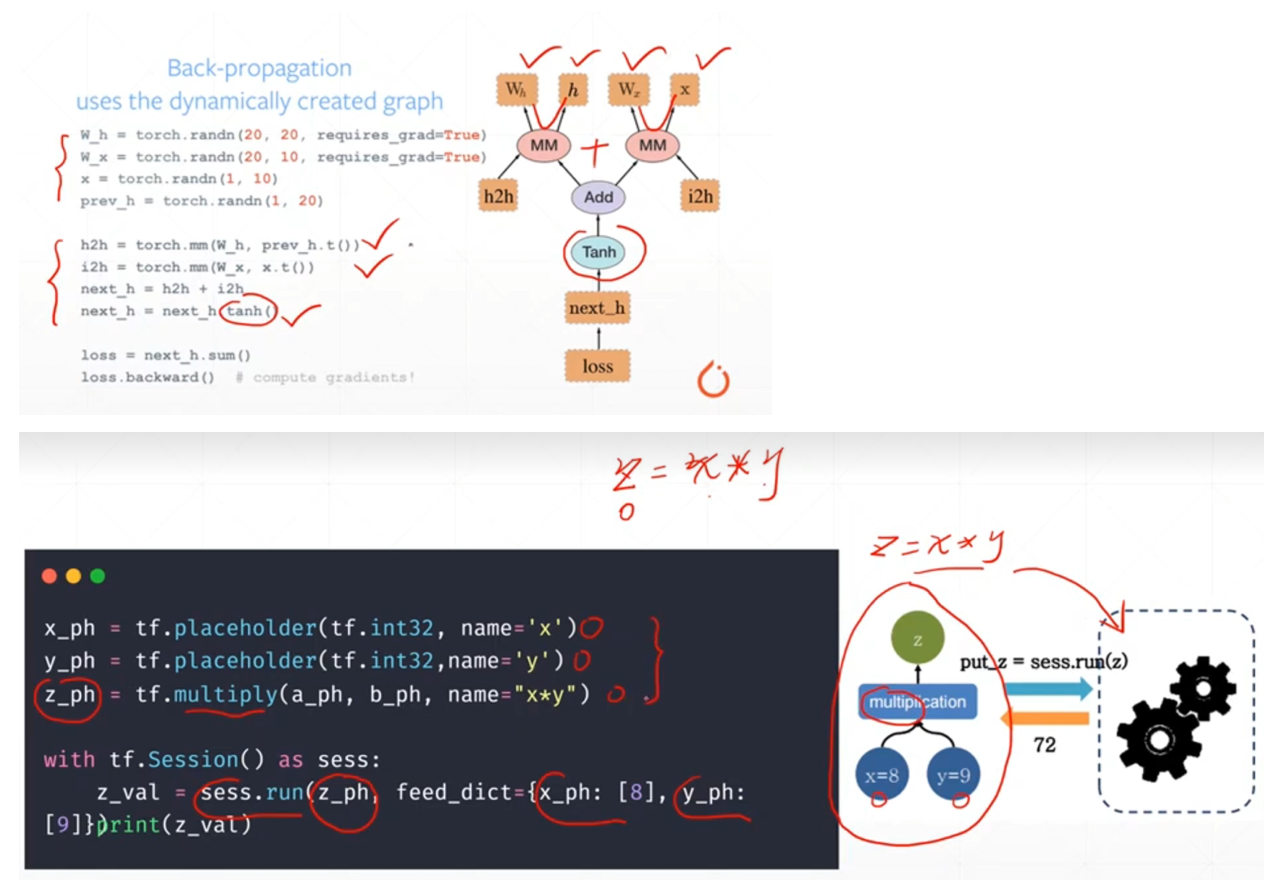 Back-propagation
uses the dynamically created graph
W_h = torch.randn(20, 20, requires_grad=True)
W_x = torch.randn(20, 10, requires_grad=True)
x = torch.randn(1, 10)
prev_h = torch.randn(1, 20)
h2h = torch.mm(W_h, prev_h.t())
i2h = torch.mm(W_x, x.t())
next_h = h2h + i2h
next_h = next_h tanh()
loss = next_h.sum()
loss.backward() # compute gradients!
Wh h Wx x
MM + MM
h2h Add i2h
Tanh
next_h
loss
z = x * y
0
z = x * y
x_ph = tf.placeholder(tf.int32, name='x')
y_ph = tf.placeholder(tf.int32,name='y')
z_ph = tf.multiply(a_ph, b_ph, name="x*y")
with tf.Session() as sess:
z_val = sess.run(z_ph, feed_dict={x_ph: [8], y_ph:
[9]})print(z_val)
z
put_z = sess.run(z)
multiplication
72
x=8 y=9